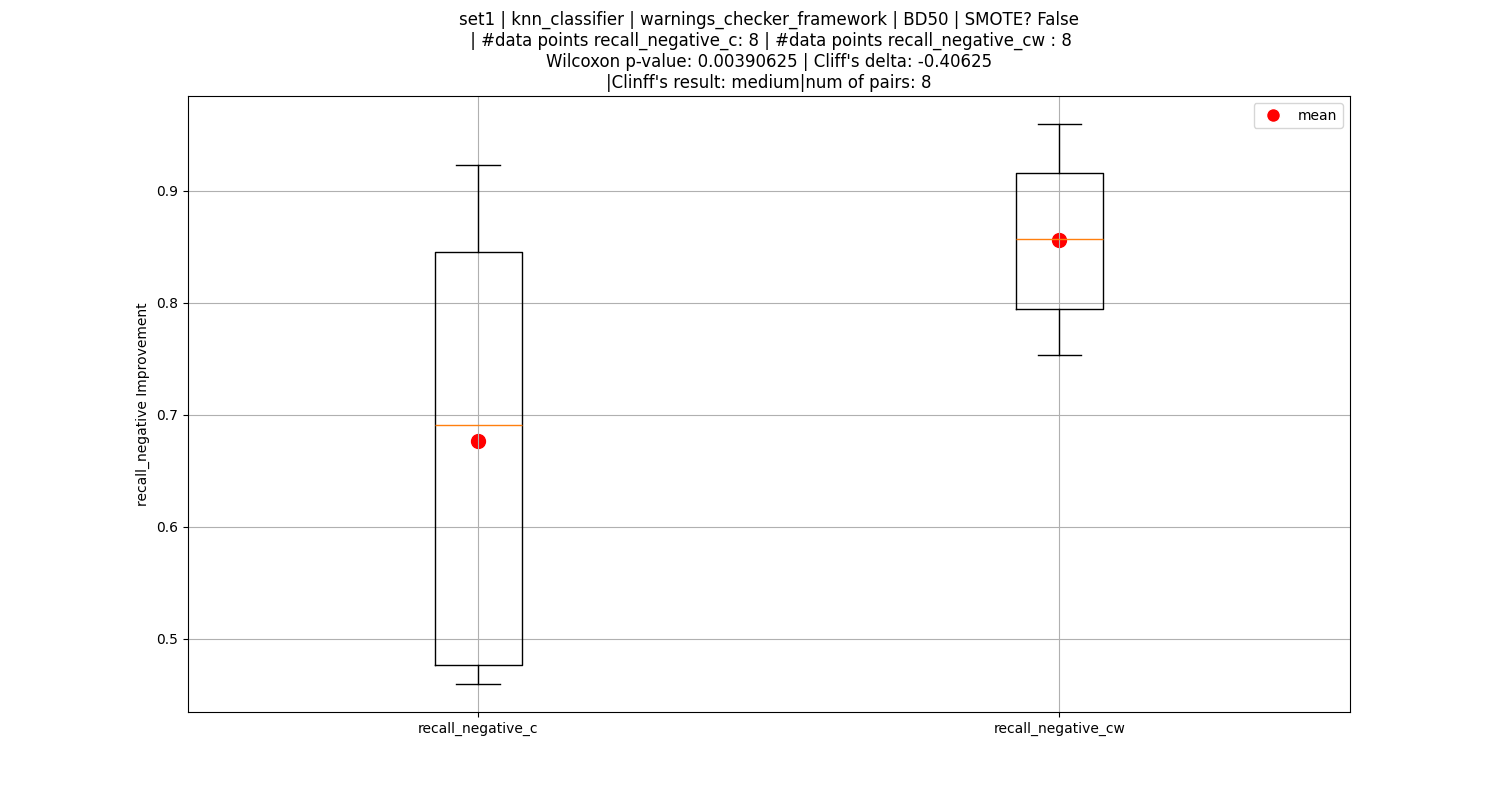 set1 | knn_classifier | warnings_checker_framework | BD50 | SMOTE? False
| #data points recall_negative_c: 8 | #data points recall_negative_cw : 8
Wilcoxon p-value: 0.00390625 | Cliff's delta: -0.40625
|Clinff's result: medium|num of pairs: 8
mean
0.9
0.8
0.7
0.6
0.5
recall_negative Improvement
recall_negative_c
recall_negative_cw